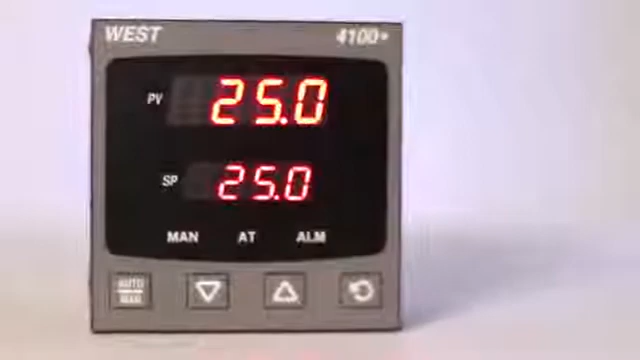 WEST 4100+
PV 25.0
SP 25.0
MAN AT ALM
AUTO
MAN